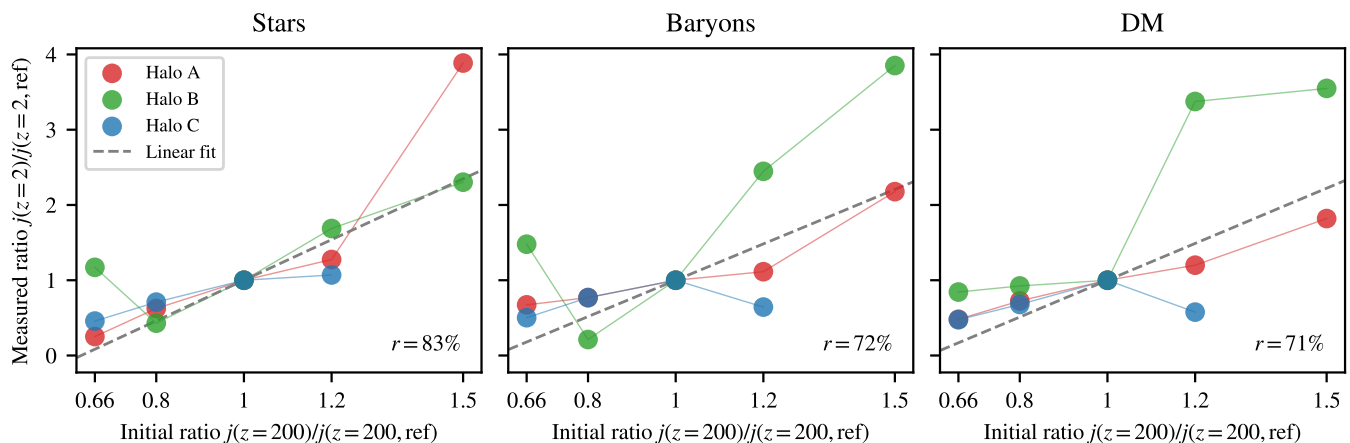 Stars
Baryons
DM
Measured ratio j(z=2)/j(z=2, ref)
4
3
2
1
0
Halo A
Halo B
Halo C
Linear fit
r=83%
r=72%
r=71%
0.66 0.8 1 1.2 1.5
0.66 0.8 1 1.2 1.5
0.66 0.8 1 1.2 1.5
Initial ratio j(z=200)/j(z=200, ref)
Initial ratio j(z=200)/j(z=200, ref)
Initial ratio j(z=200)/j(z=200, ref)